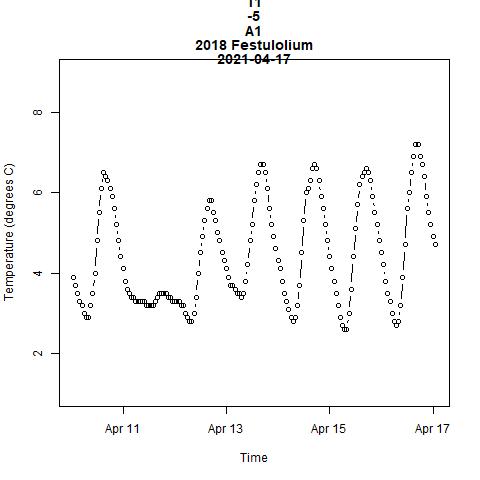 -5
A1
2018 Festulolium
2021-04-17
Temperature (degrees C)
8
6
4
2
Apr 11 Apr 13 Apr 15 Apr 17
Time